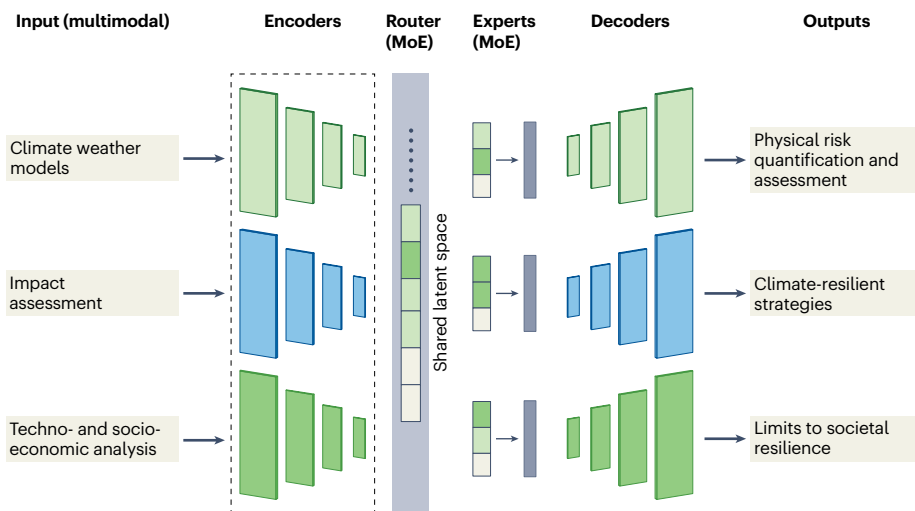 Input (multimodal)
Encoders
Router
(MoE)
Experts
(MoE)
Decoders
Outputs
Climate weather
models
Physical risk
quantification and
assessment
Shared latent space
Impact
assessment
Climate-resilient
strategies
Techno- and socio-
economic analysis
Limits to societal
resilience